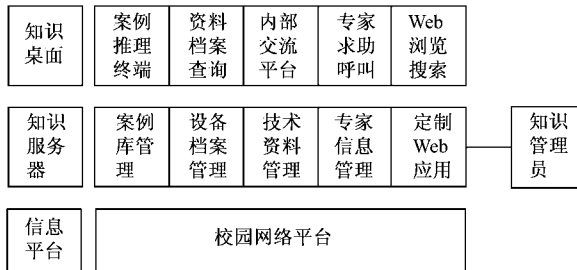 知识
桌面
案例
推理
终端
资料
档案
查询
内部
交流
平台
专家
求助
呼叫
Web
浏览
搜索
知识
服务
器
案例
库管
理
设备
档案
管理
技术
资料
管理
专家
信息
管理
定制
Web
应用
知识
管理
员
信息
平台
校园网络平台